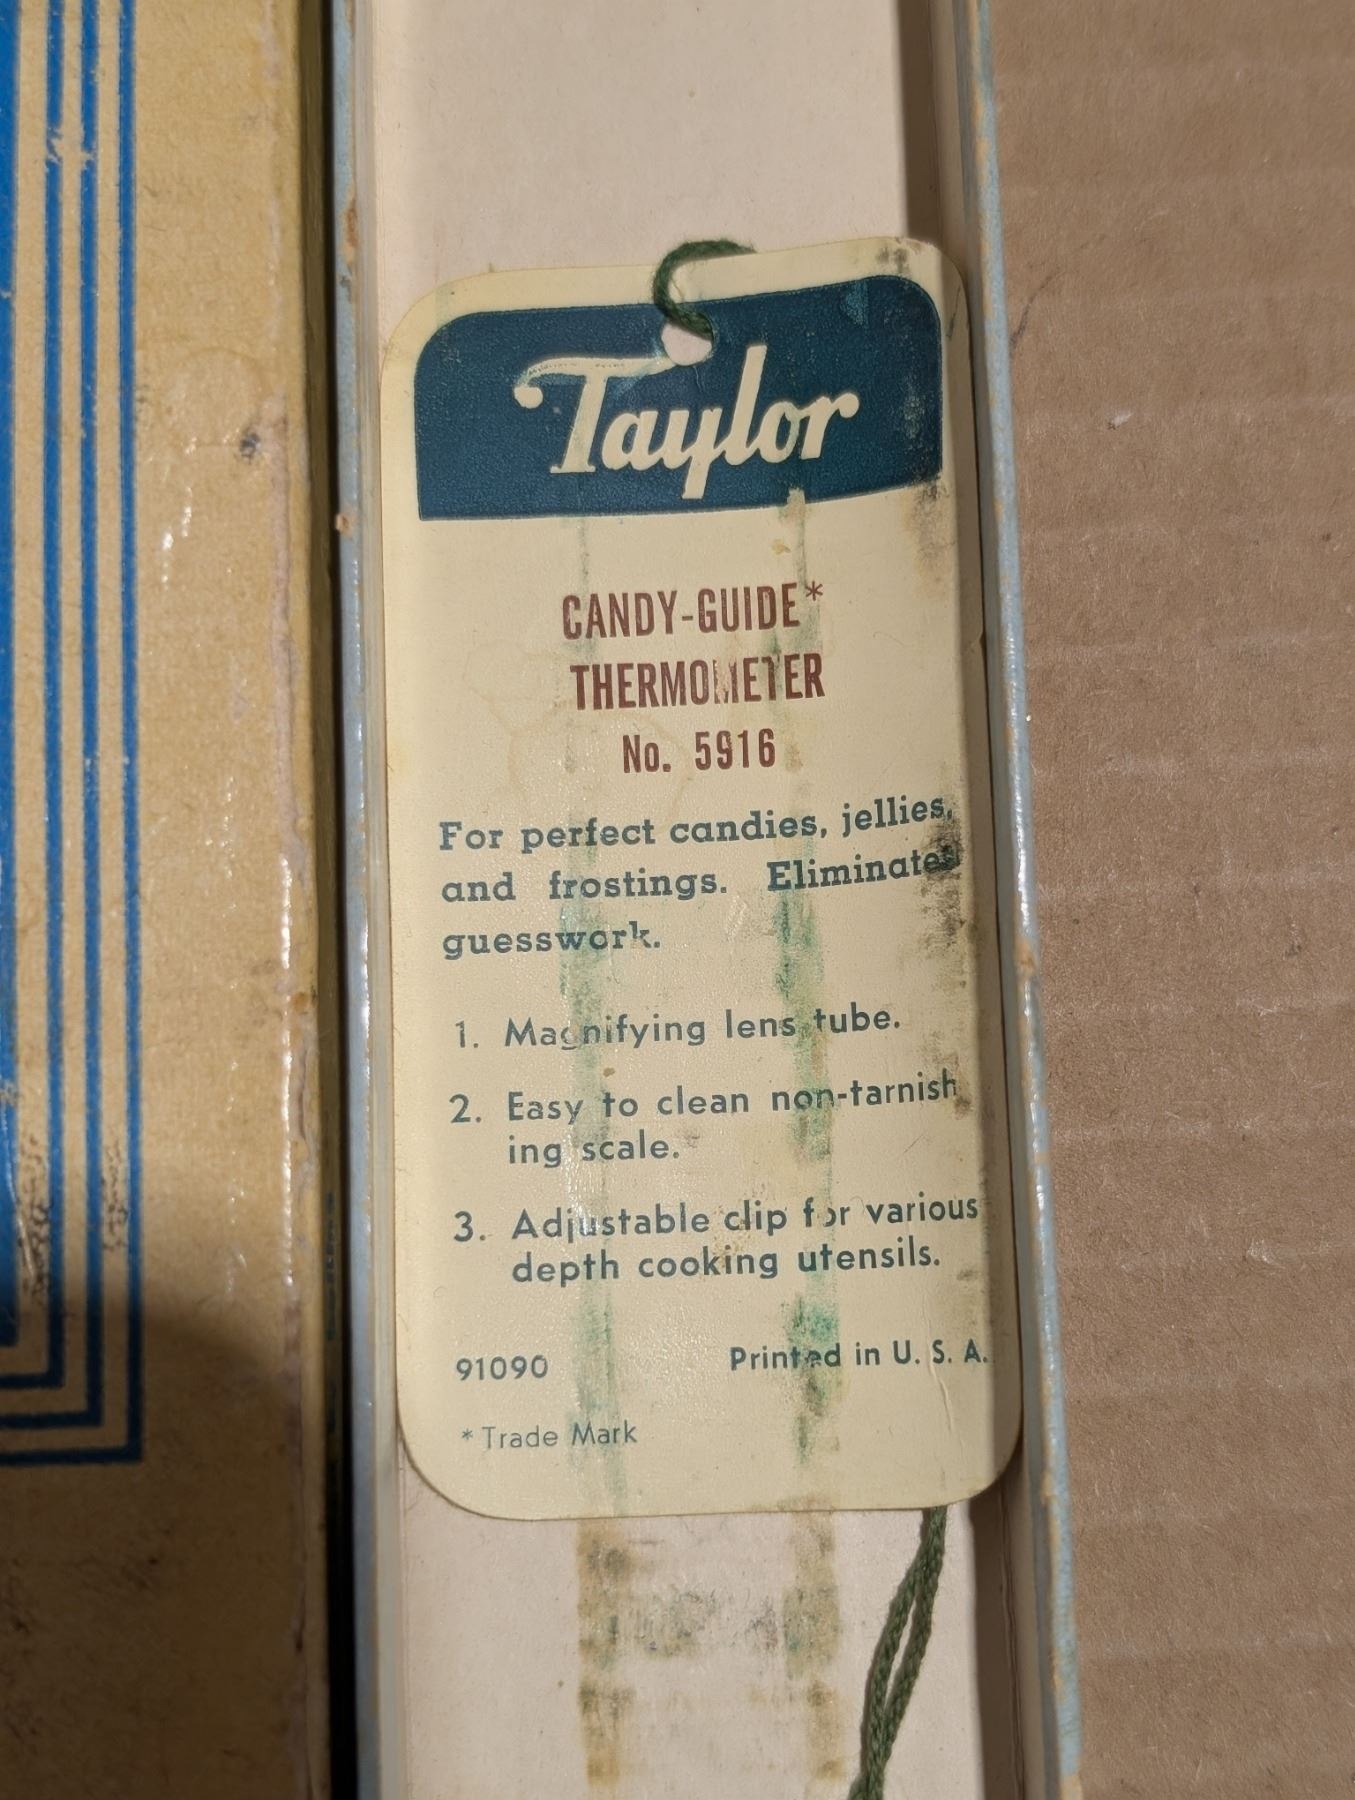 Taylor
CANDY-GUIDE*
THERMOMETER
No. 5916
For perfect candies, jellies,
and frostings. Eliminates
guesswork.
1. Magnifying lens tube.
2. Easy to clean non-tarnish
ing scale.
3. Adjustable clip for various
depth cooking utensils.
91090 Printed in U. S. A.
* Trade Mark